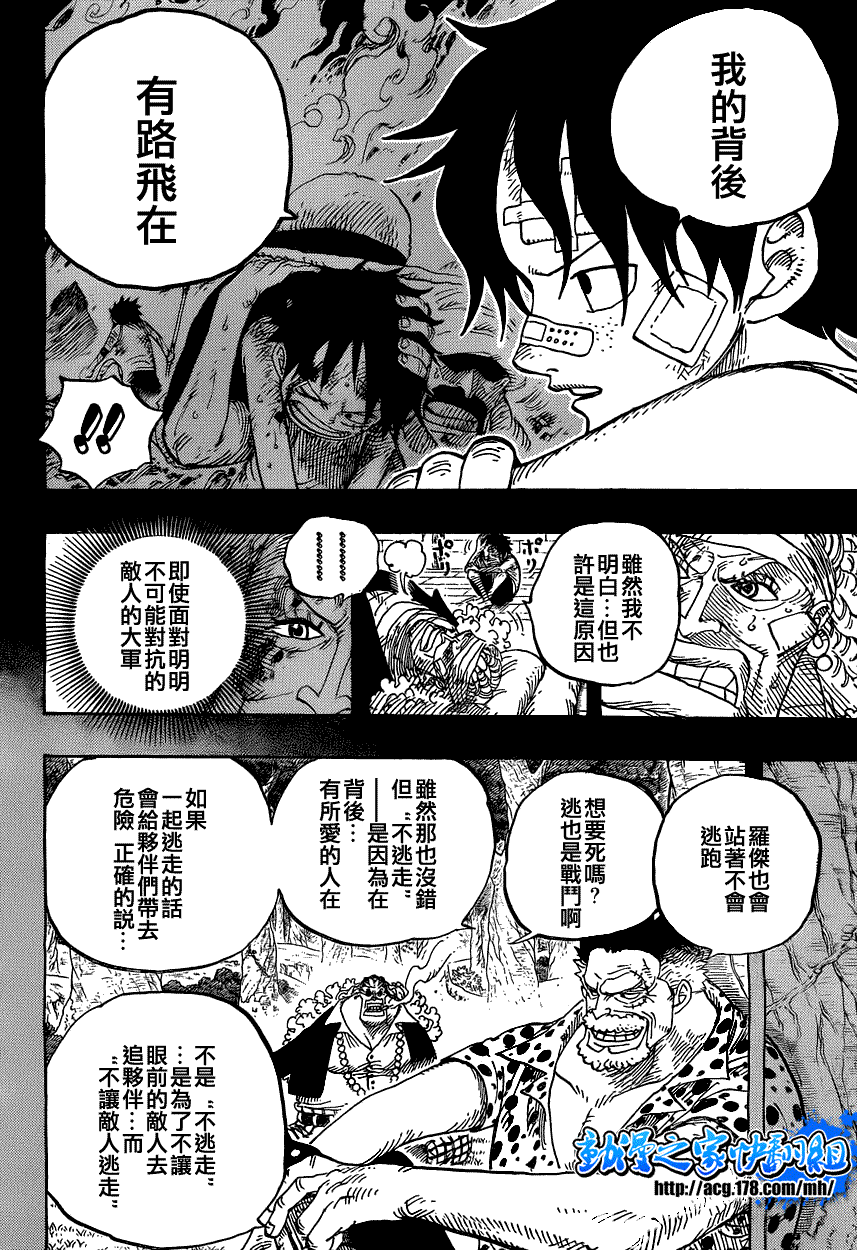 我的背後
有路飛在
!!
雖然我不
明白…但也
許是這原因
ポリ
ポリ
即使面對明明
不可能對抗的
敵人的大軍
羅傑也會
站著不會
逃跑
想要死嗎?
逃也是戰鬥啊
雖然那也沒錯
但“不逃走”
——是因為在
背後…
有所愛的人在
如果
一起逃走的話
會給夥伴們帶去
危險 正確的說…
不是“不逃走”
…是為了不讓
眼前的敵人去
追夥伴…而
“不讓敵人逃走”
動漫之家快翻組
http://acg.178.com/mh/